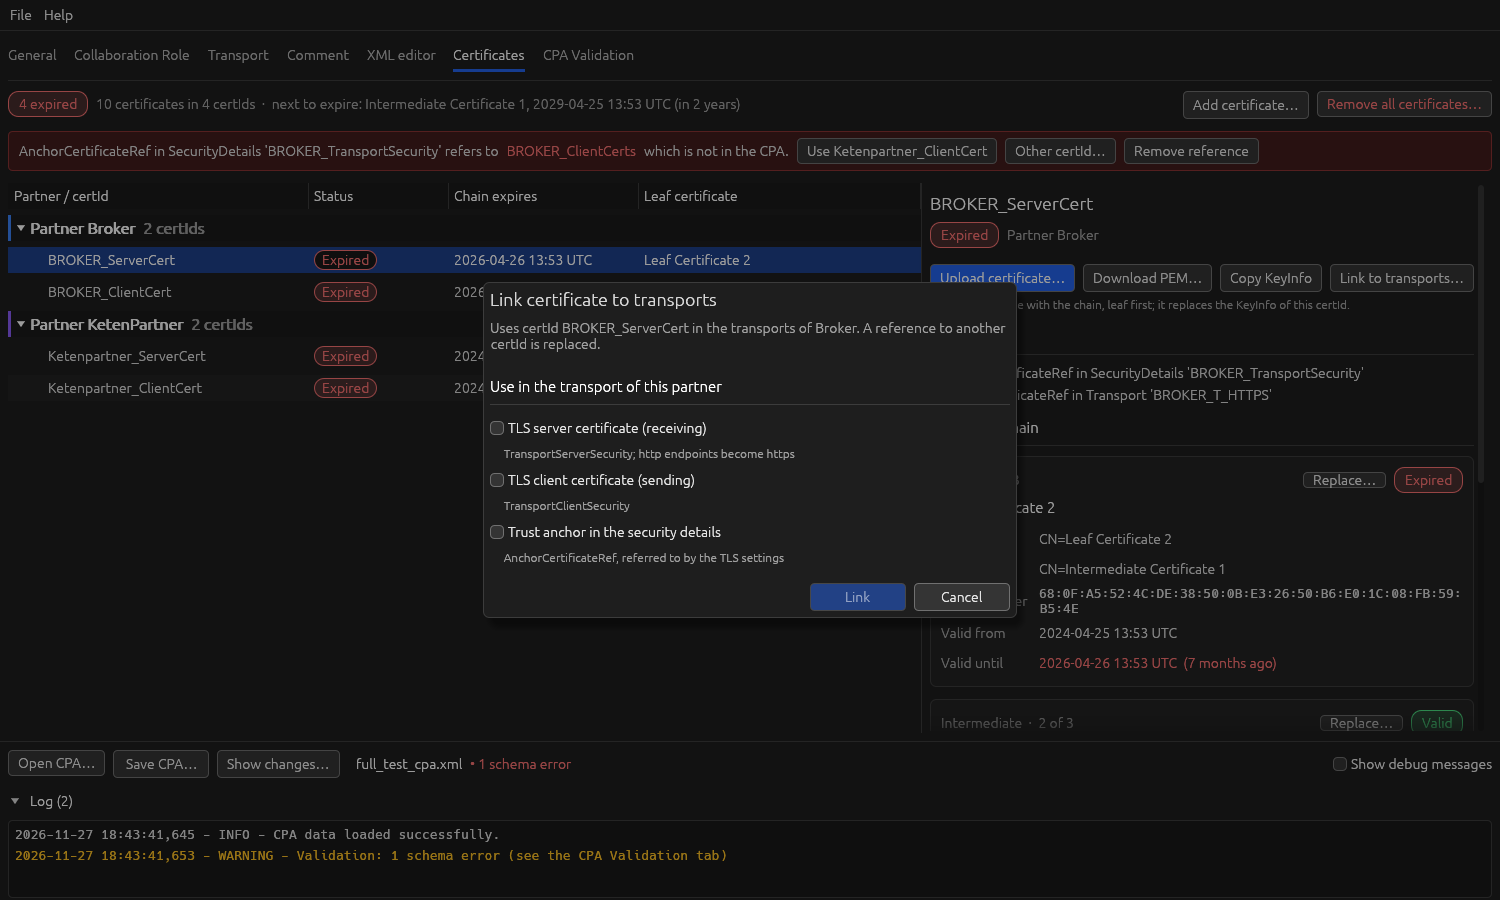 File Help
General Collaboration Role Transport Comment XML editor Certificates CPA Validation
4 expired 10 certificates in 4 certIds · next to expire: Intermediate Certificate 1, 2029-04-25 13:53 UTC (in 2 years) Add certificate... Remove all certificates...
AnchorCertificateRef in SecurityDetails 'BROKER_TransportSecurity' refers to BROKER_ClientCerts which is not in the CPA. Use Ketenpartner_ClientCert Other certId... Remove reference
Partner / certId Status Chain expires Leaf certificate
Partner Broker 2 certIds
BROKER_ServerCert Expired 2026-04-26 13:53 UTC Leaf Certificate 2
BROKER_ClientCert Expired 2026
Partner KetenPartner 2 certIds
Ketenpartner_ServerCert Expired 2024
Ketenpartner_ClientCert Expired 2024
BROKER_ServerCert
Expired Partner Broker
Upload certificate... Download PEM... Copy KeyInfo Link to transports...
with the chain, leaf first; it replaces the KeyInfo of this certId.
ficateRef in SecurityDetails 'BROKER_TransportSecurity'
icateRef in Transport 'BROKER_T_HTTPS'
ain
Replace... Expired
cate 2
CN=Leaf Certificate 2
CN=Intermediate Certificate 1
er 68:0F:A5:52:4C:DE:38:50:0B:E3:26:50:B6:E0:1C:08:FB:59:
B5:4E
Valid from 2024-04-25 13:53 UTC
Valid until 2026-04-26 13:53 UTC (7 months ago)
Intermediate · 2 of 3 Replace... Valid
Link certificate to transports
Uses certId BROKER_ServerCert in the transports of Broker. A reference to another
certId is replaced.
Use in the transport of this partner
TLS server certificate (receiving)
TransportServerSecurity; http endpoints become https
TLS client certificate (sending)
TransportClientSecurity
Trust anchor in the security details
AnchorCertificateRef, referred to by the TLS settings
Link Cancel
Open CPA... Save CPA... Show changes... full_test_cpa.xml • 1 schema error Show debug messages
Log (2)
2026-11-27 18:43:41,645 - INFO - CPA data loaded successfully.
2026-11-27 18:43:41,653 - WARNING - Validation: 1 schema error (see the CPA Validation tab)